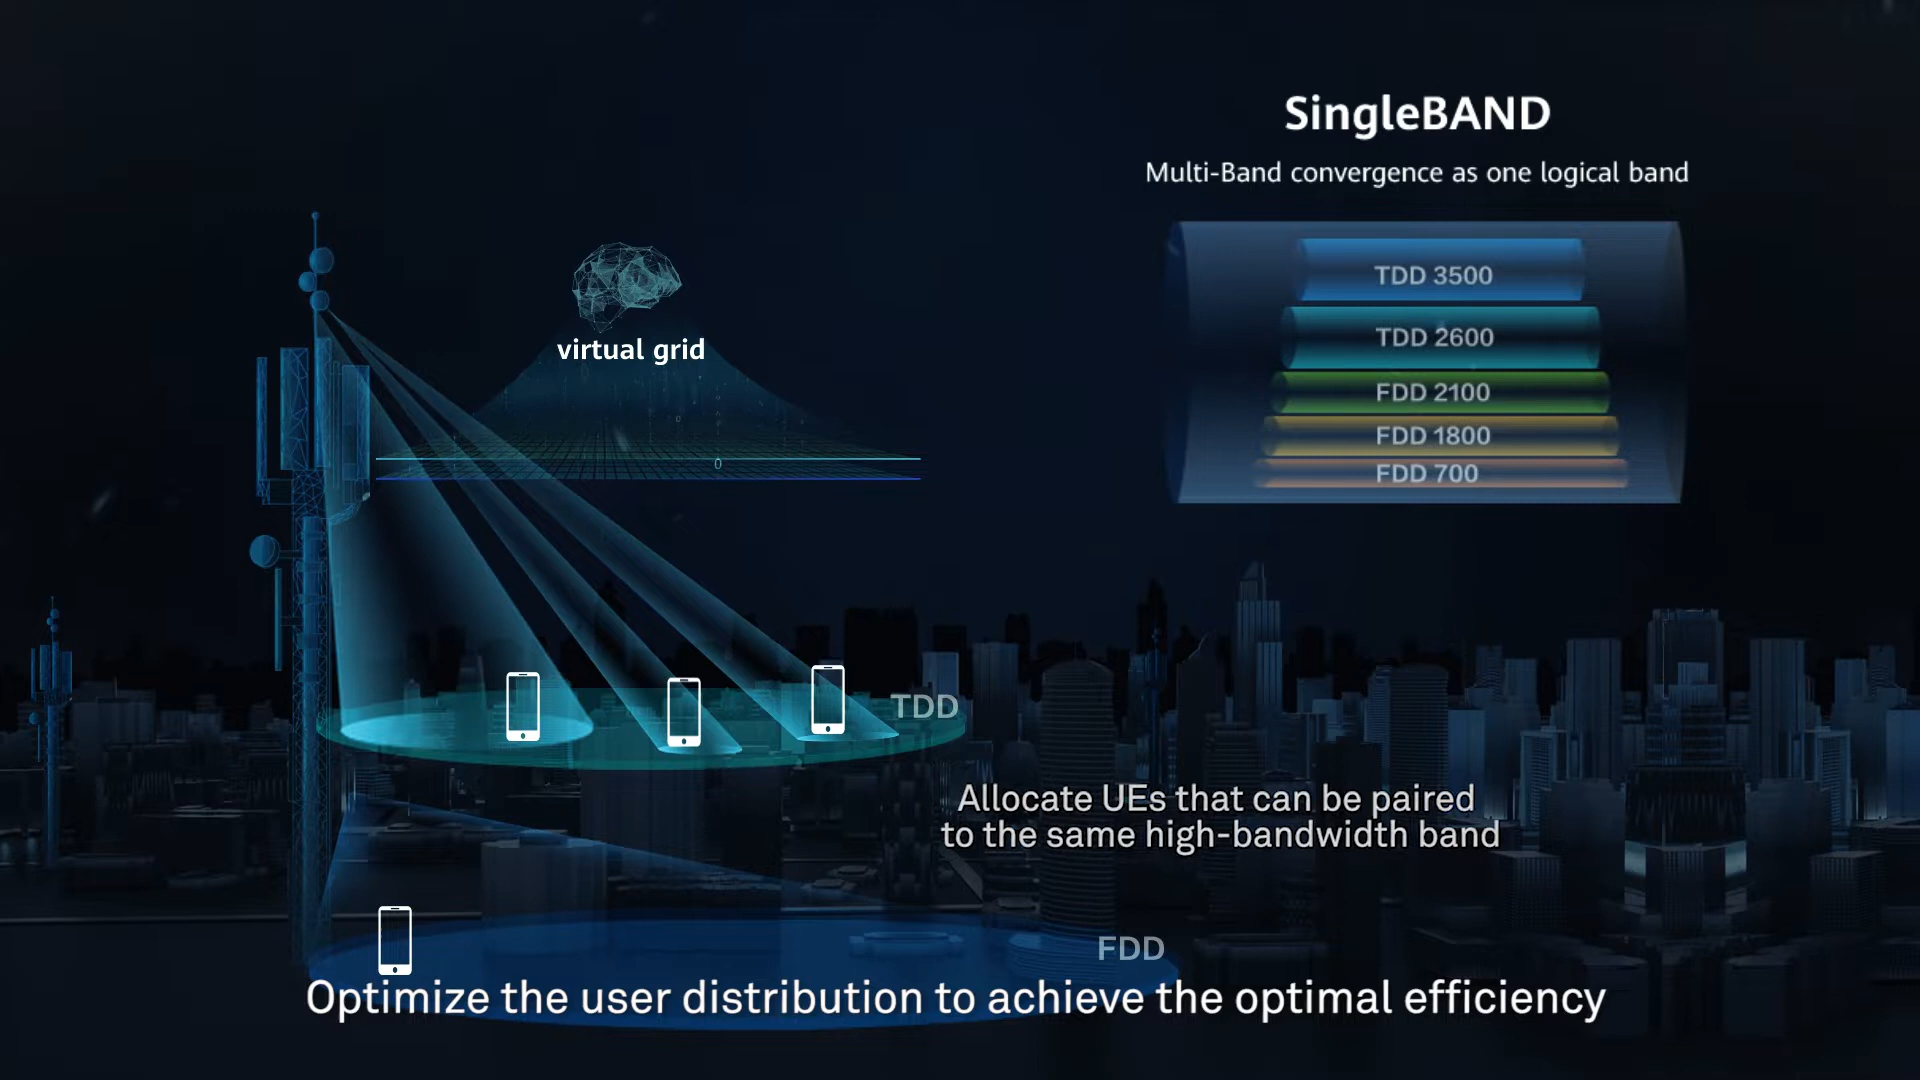 SingleBAND
Multi-Band convergence as one logical band
TDD 3500
TDD 2600
FDD 2100
FDD 1800
FDD 700
virtual grid
0
0
TDD
Allocate UEs that can be paired
to the same high-bandwidth band
FDD
Optimize the user distribution to achieve the optimal efficiency